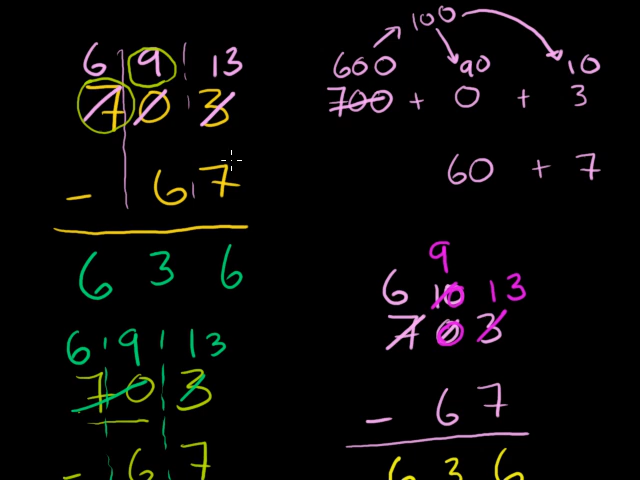 6 9 13
7 0 3
- 6 7
6 3 6
6 9 13
7 0 3
- 6 7
100
600 90 10
700 + 0 + 3
60 + 7
9
6 10 13
7 0 3
- 6 7
6 3 6